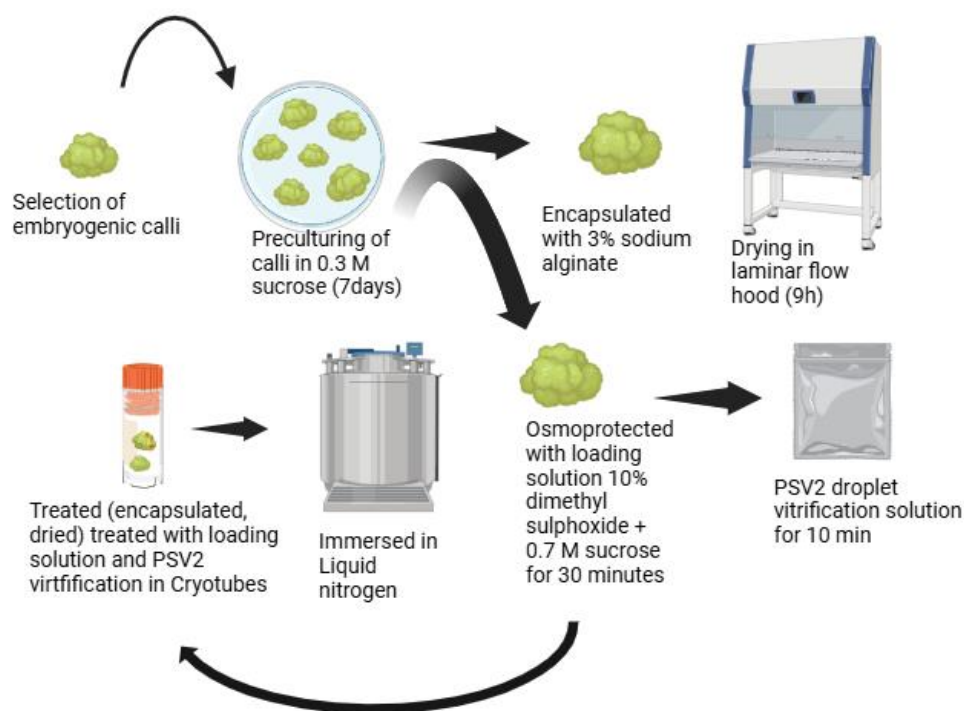 Selection of
embryogenic calli
Preculturing of
calli in 0.3 M
sucrose (7days)
Encapsulated
with 3% sodium
alginate
Drying in
laminar flow
hood (9h)
Treated (encapsulated,
dried) treated with loading
solution and PSV2
virtfification in Cryotubes
Immersed in
Liquid
nitrogen
Osmoprotected
with loading
solution 10%
dimethyl
sulphoxide +
0.7 M sucrose
for 30 minutes
PSV2 droplet
vitrification solution
for 10 min